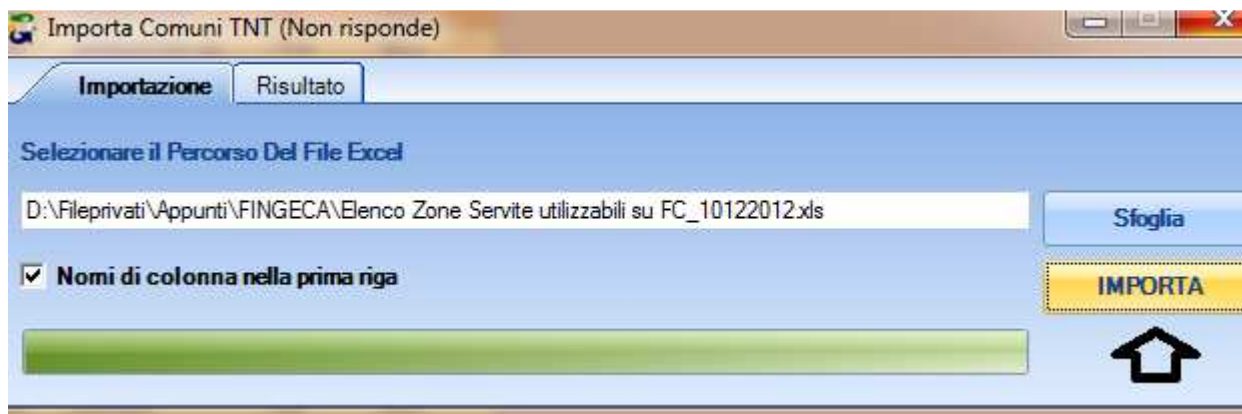 Importa Comuni TNT (Non risponde)
Importazione Risultato
Selezionare il Percorso Del File Excel
D:\Fileprivati\Appunti\FINGECA\Elenco Zone Servite utilizzabili su FC_10122012.xls
Sfoglia
Nomi di colonna nella prima riga
IMPORTA